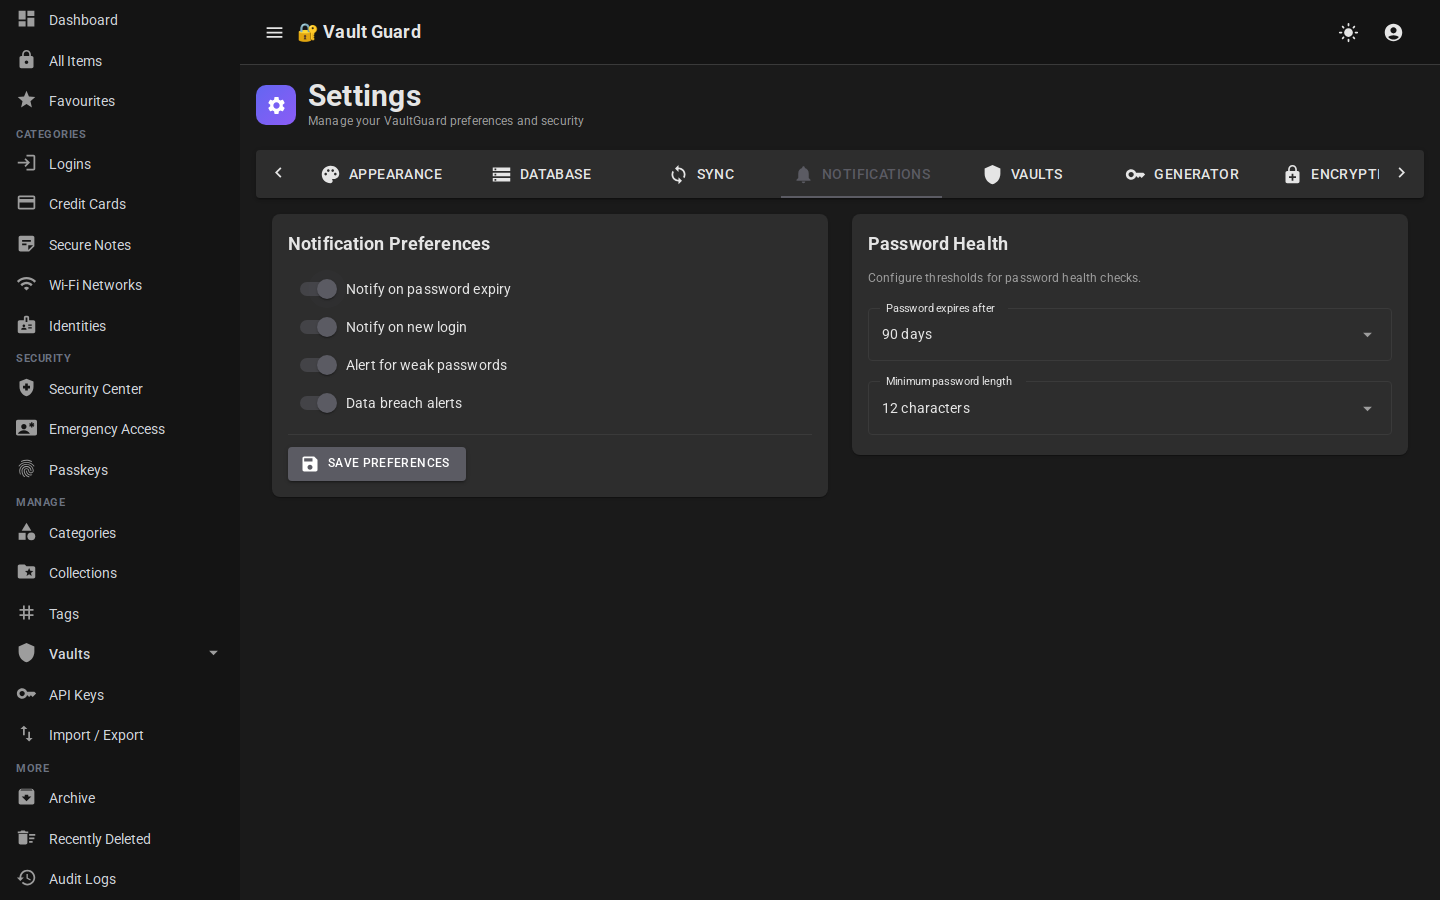 Dashboard
All Items
Favourites
CATEGORIES
Logins
Credit Cards
Secure Notes
Wi-Fi Networks
Identities
SECURITY
Security Center
Emergency Access
Passkeys
MANAGE
Categories
Collections
Tags
Vaults
API Keys
Import / Export
MORE
Archive
Recently Deleted
Audit Logs
Vault Guard
Settings
Manage your VaultGuard preferences and security
APPEARANCE
DATABASE
SYNC
NOTIFICATIONS
VAULTS
GENERATOR
ENCRYPTI
Notification Preferences
Notify on password expiry
Notify on new login
Alert for weak passwords
Data breach alerts
SAVE PREFERENCES
Password Health
Configure thresholds for password health checks.
Password expires after
90 days
Minimum password length
12 characters